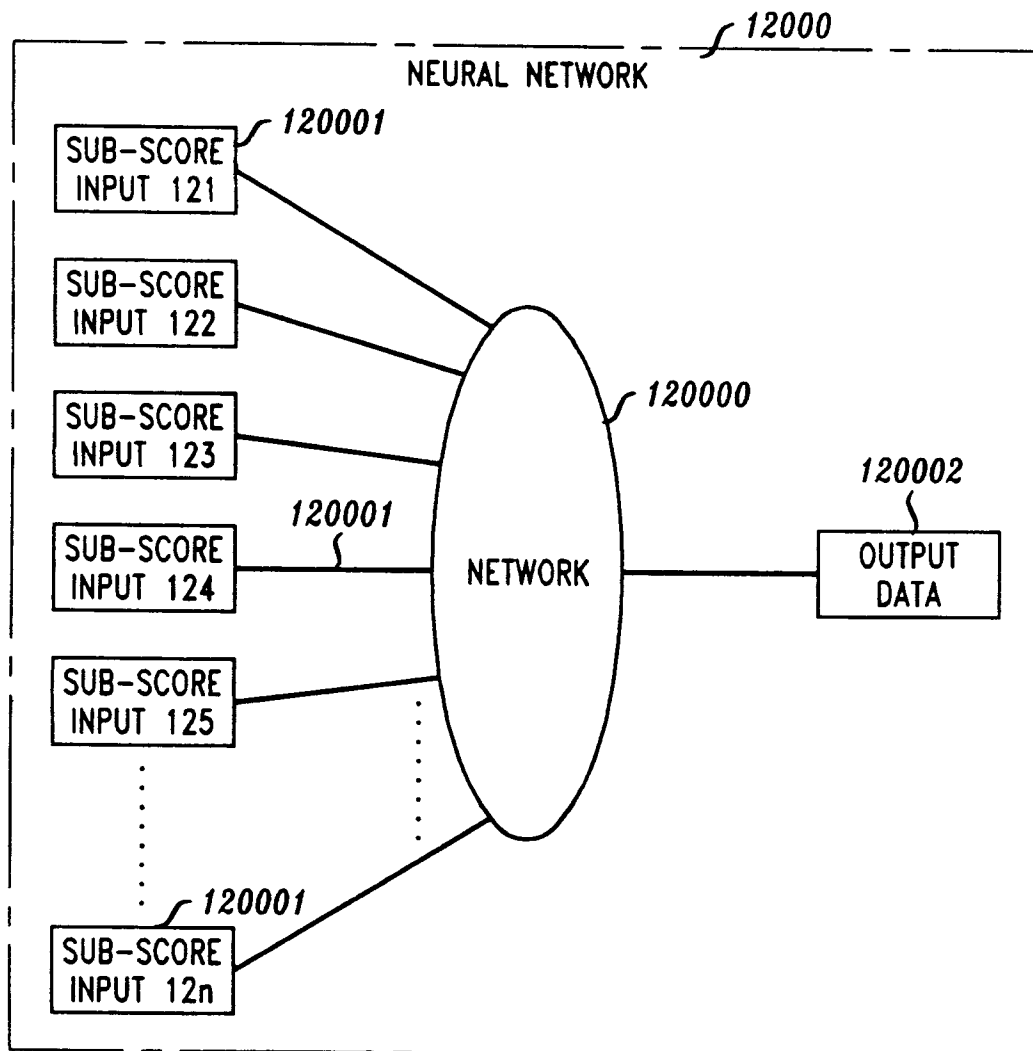 12000
NEURAL NETWORK
120001
SUB-SCORE
INPUT 121
SUB-SCORE
INPUT 122
SUB-SCORE
INPUT 123
120000
120001
SUB-SCORE
INPUT 124
NETWORK
120002
OUTPUT
DATA
SUB-SCORE
INPUT 125
120001
SUB-SCORE
INPUT 12n